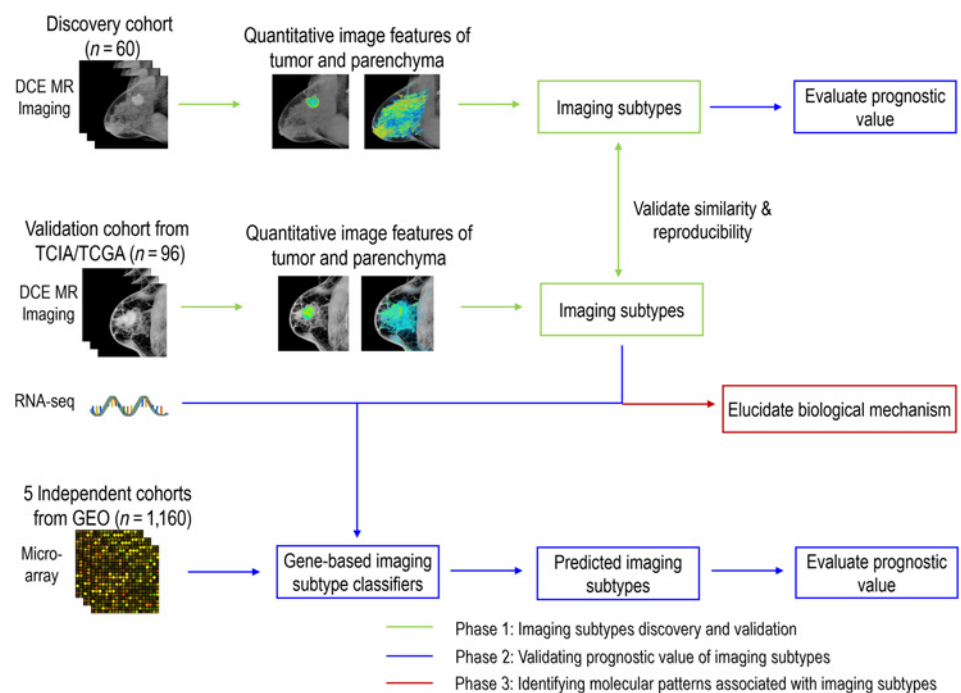 Discovery cohort
(n = 60)
Quantitative image features of
tumor and parenchyma
DCE MR
Imaging
Imaging subtypes
Evaluate prognostic
value
Validate similarity &
reproducibility
Validation cohort from
TCIA/TCGA (n = 96)
Quantitative image features of
tumor and parenchyma
DCE MR
Imaging
Imaging subtypes
RNA-seq
Elucidate biological mechanism
5 Independent cohorts
from GEO (n = 1,160)
Micro-
array
Gene-based imaging
subtype classifiers
Predicted imaging
subtypes
Evaluate prognostic
value
Phase 1: Imaging subtypes discovery and validation
Phase 2: Validating prognostic value of imaging subtypes
Phase 3: Identifying molecular patterns associated with imaging subtypes